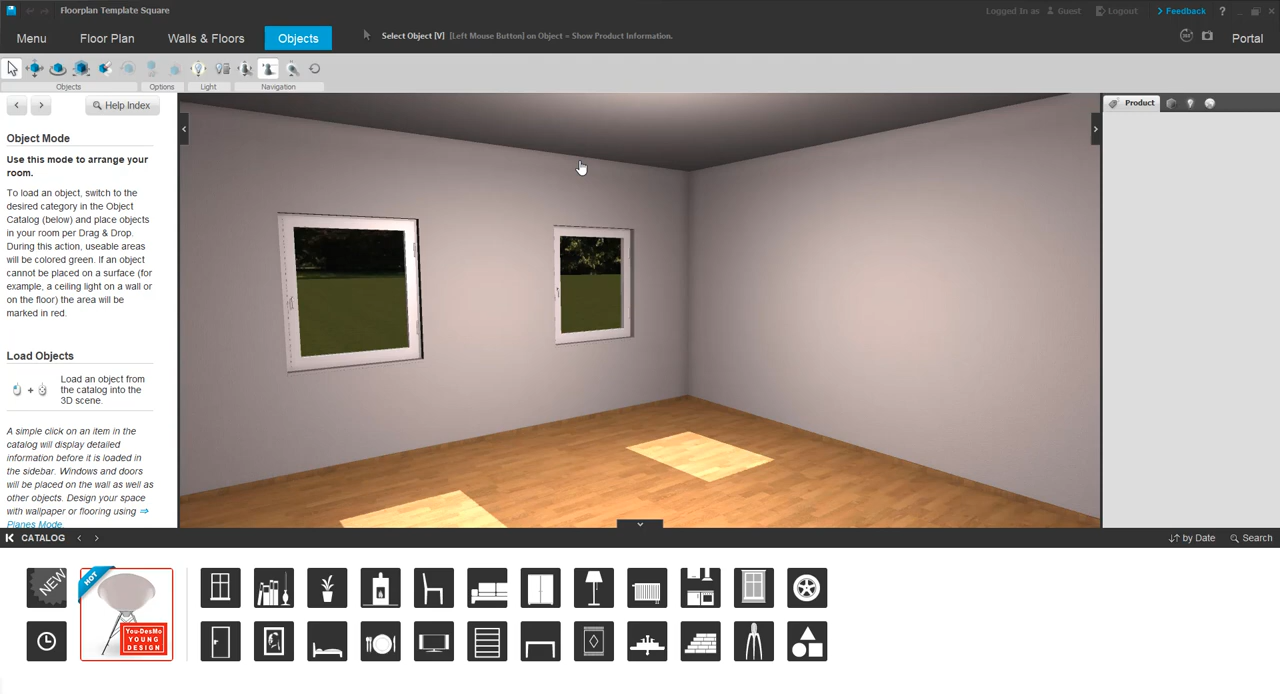 Floorplan Template Square
Logged in as Guest Logout Feedback ?
Menu Floor Plan Walls & Floors Objects
Select Object [V] [Left Mouse Button] on Object = Show Product Information.
360° Portal
Objects Options Light Navigation
Help Index
Product
Object Mode
Use this mode to arrange your
room.
To load an object, switch to the
desired category in the Object
Catalog (below) and place objects
in your room per Drag & Drop.
During this action, useable areas
will be colored green. If an object
cannot be placed on a surface (for
example, a ceiling light on a wall or
on the floor) the area will be
marked in red.
Load Objects
Load an object from
the catalog into the
3D scene.
A simple click on an item in the
catalog will display detailed
information before it is loaded in
the sidebar. Windows and doors
will be placed on the wall as well as
other objects. Design your space
with wallpaper or flooring using ⇒
Planes Mode.
CATALOG
by Date Search
NEW
HOT
You-DesMo
YOUNG
DESIGN